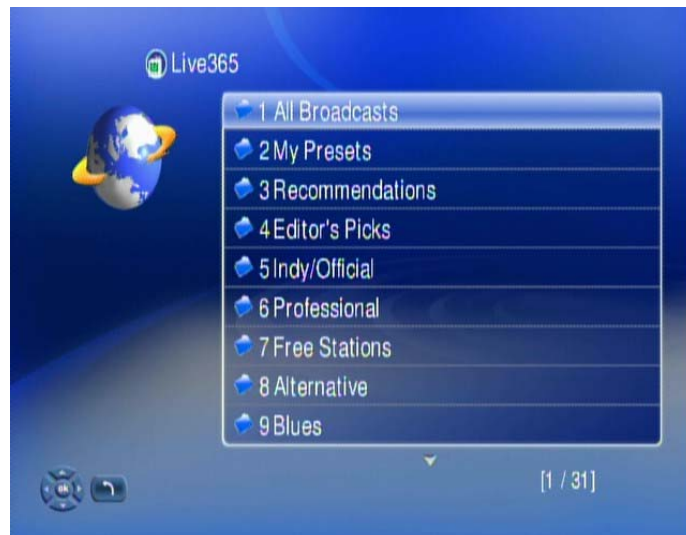 Live365
1 All Broadcasts
2 My Presets
3 Recommendations
4 Editor's Picks
5 Indy/Official
6 Professional
7 Free Stations
8 Alternative
9 Blues
[1 / 31]
ok